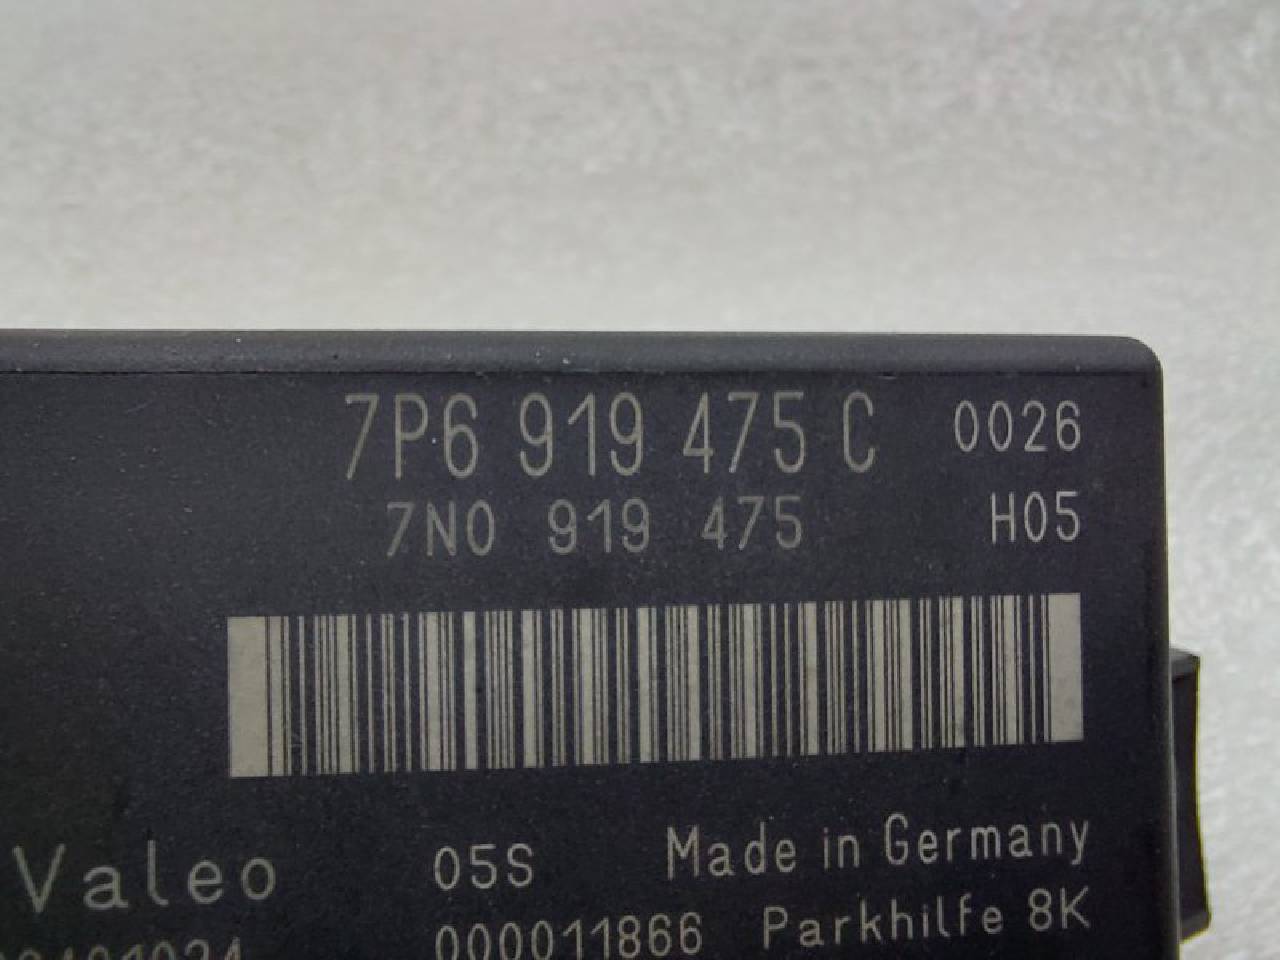 7P6 919 475 C 0026
7N0 919 475 H05
Valeo 05S Made in Germany
000011866 Parkhilfe 8K